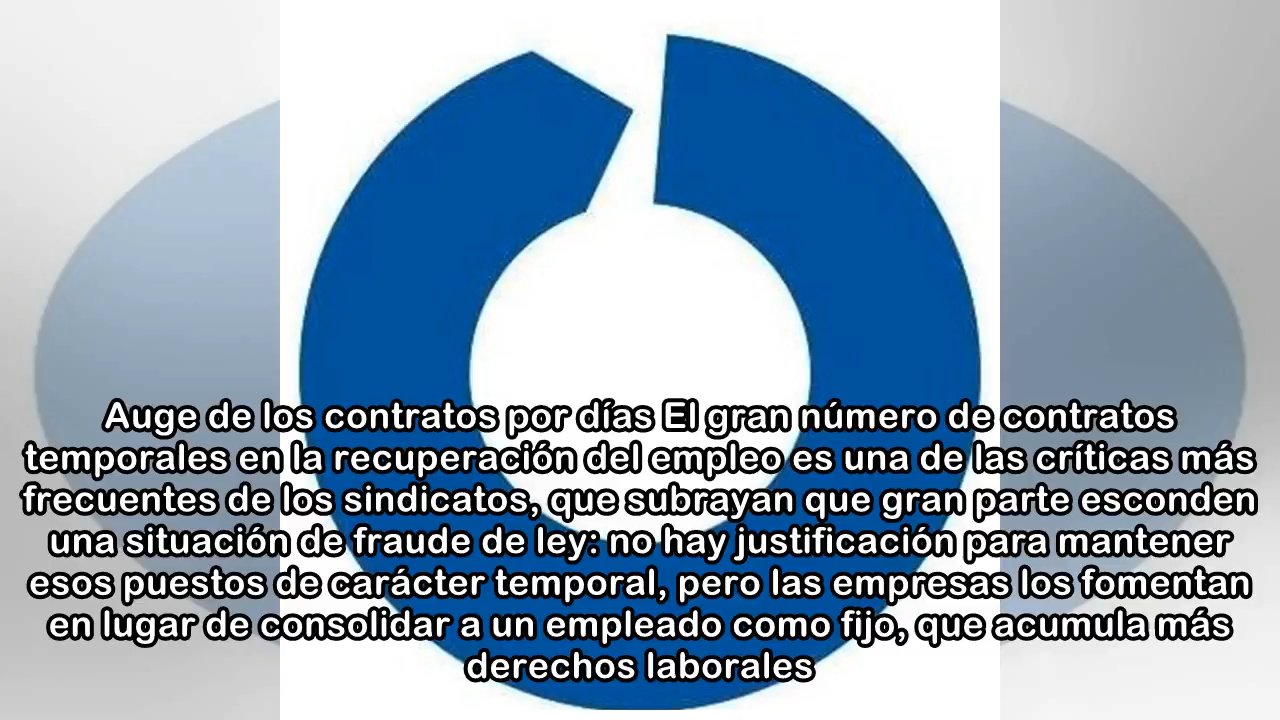 Auge de los contratos por días El gran número de contratos
temporales en la recuperación del empleo es una de las críticas más
frecuentes de los sindicatos, que subrayan que gran parte esconden
una situación de fraude de ley: no hay justificación para mantener
esos puestos de carácter temporal, pero las empresas los fomentan
en lugar de consolidar a un empleado como fijo, que acumula más
derechos laborales